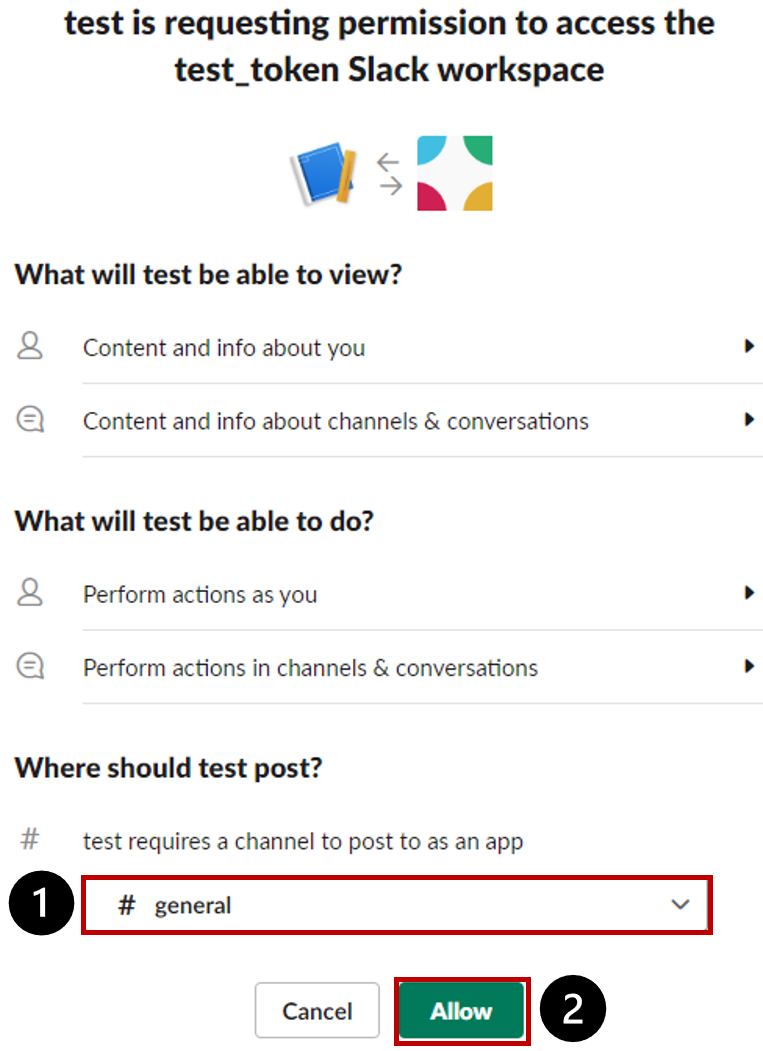 test is requesting permission to access the
test_token Slack workspace
What will test be able to view?
Content and info about you
Content and info about channels & conversations
What will test be able to do?
Perform actions as you
Perform actions in channels & conversations
Where should test post?
# test requires a channel to post to as an app
1 # general
Cancel Allow 2